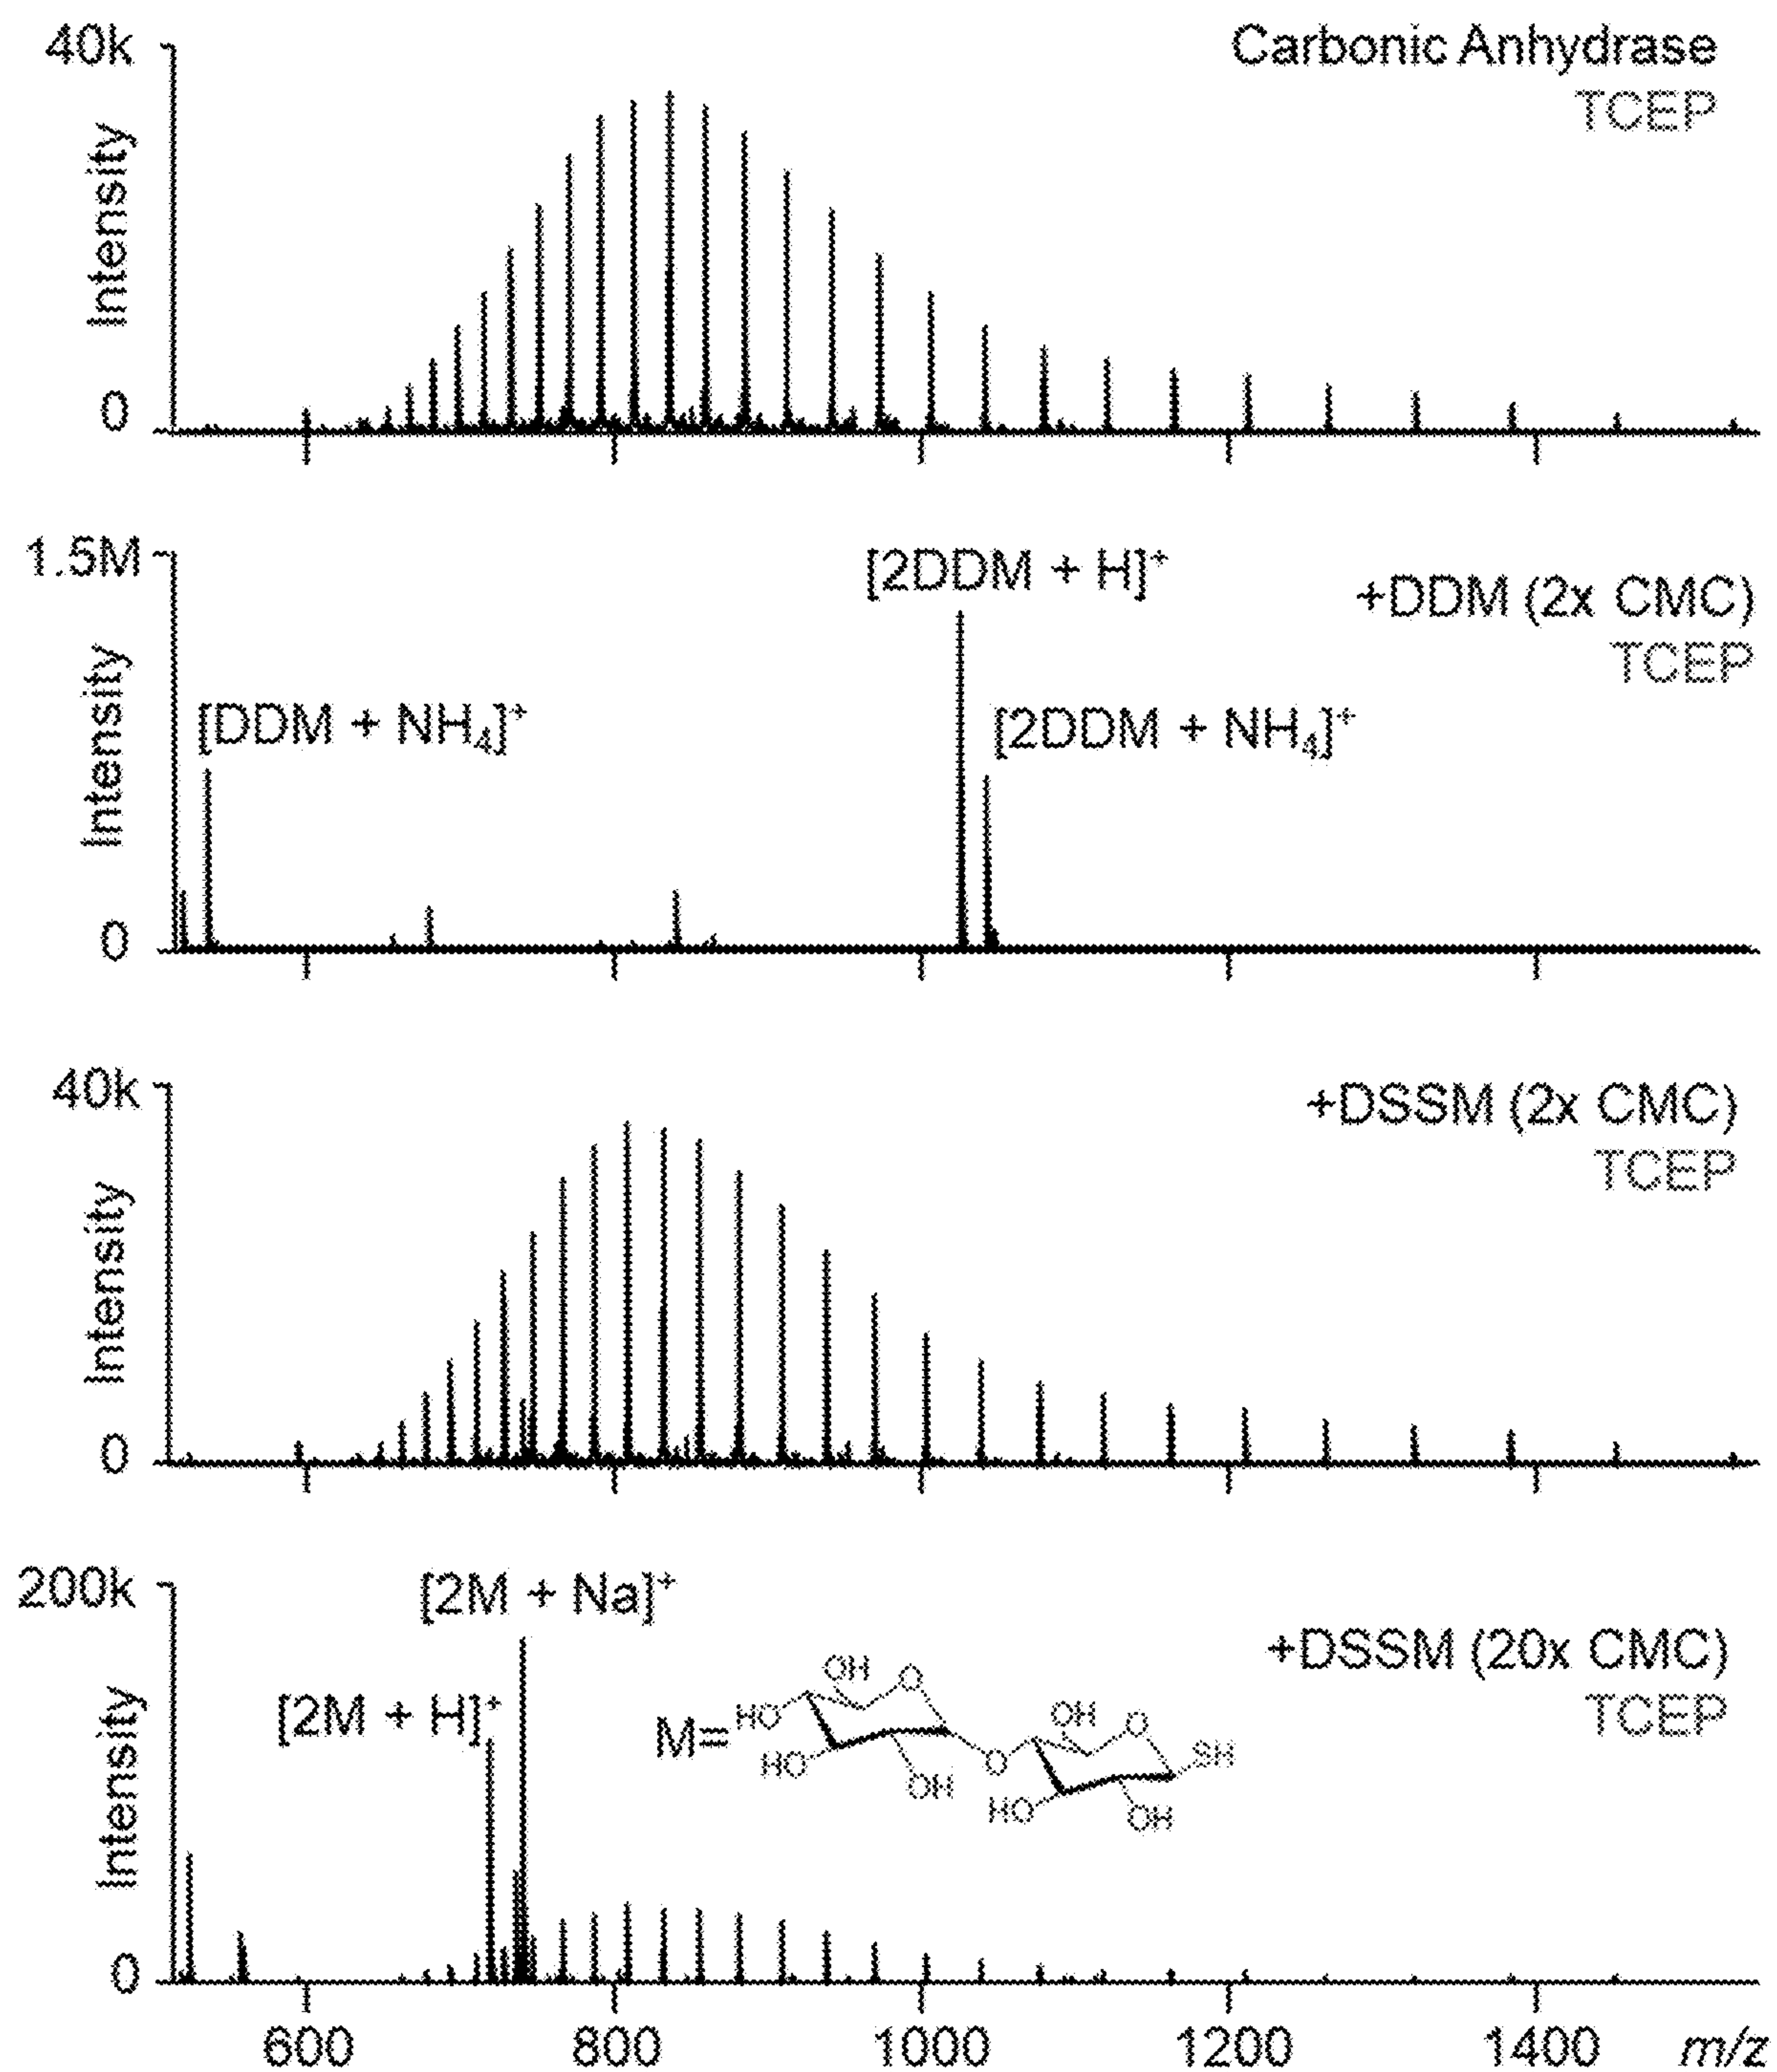 40k
Carbonic Anhydrase
TCEP
Intensity
0
1.5M
[2DDM + H]⁺
+DDM (2x CMC)
TCEP
[DDM + NH₄]⁺
[2DDM + NH₄]⁺
Intensity
0
40k
+DSSM (2x CMC)
TCEP
Intensity
0
200k
[2M + Na]⁺
+DSSM (20x CMC)
TCEP
[2M + H]⁺
M=
OH
O
HO
HO
OH
O
OH
O
SH
HO
OH
Intensity
0
600 800 1000 1200 1400 m/z